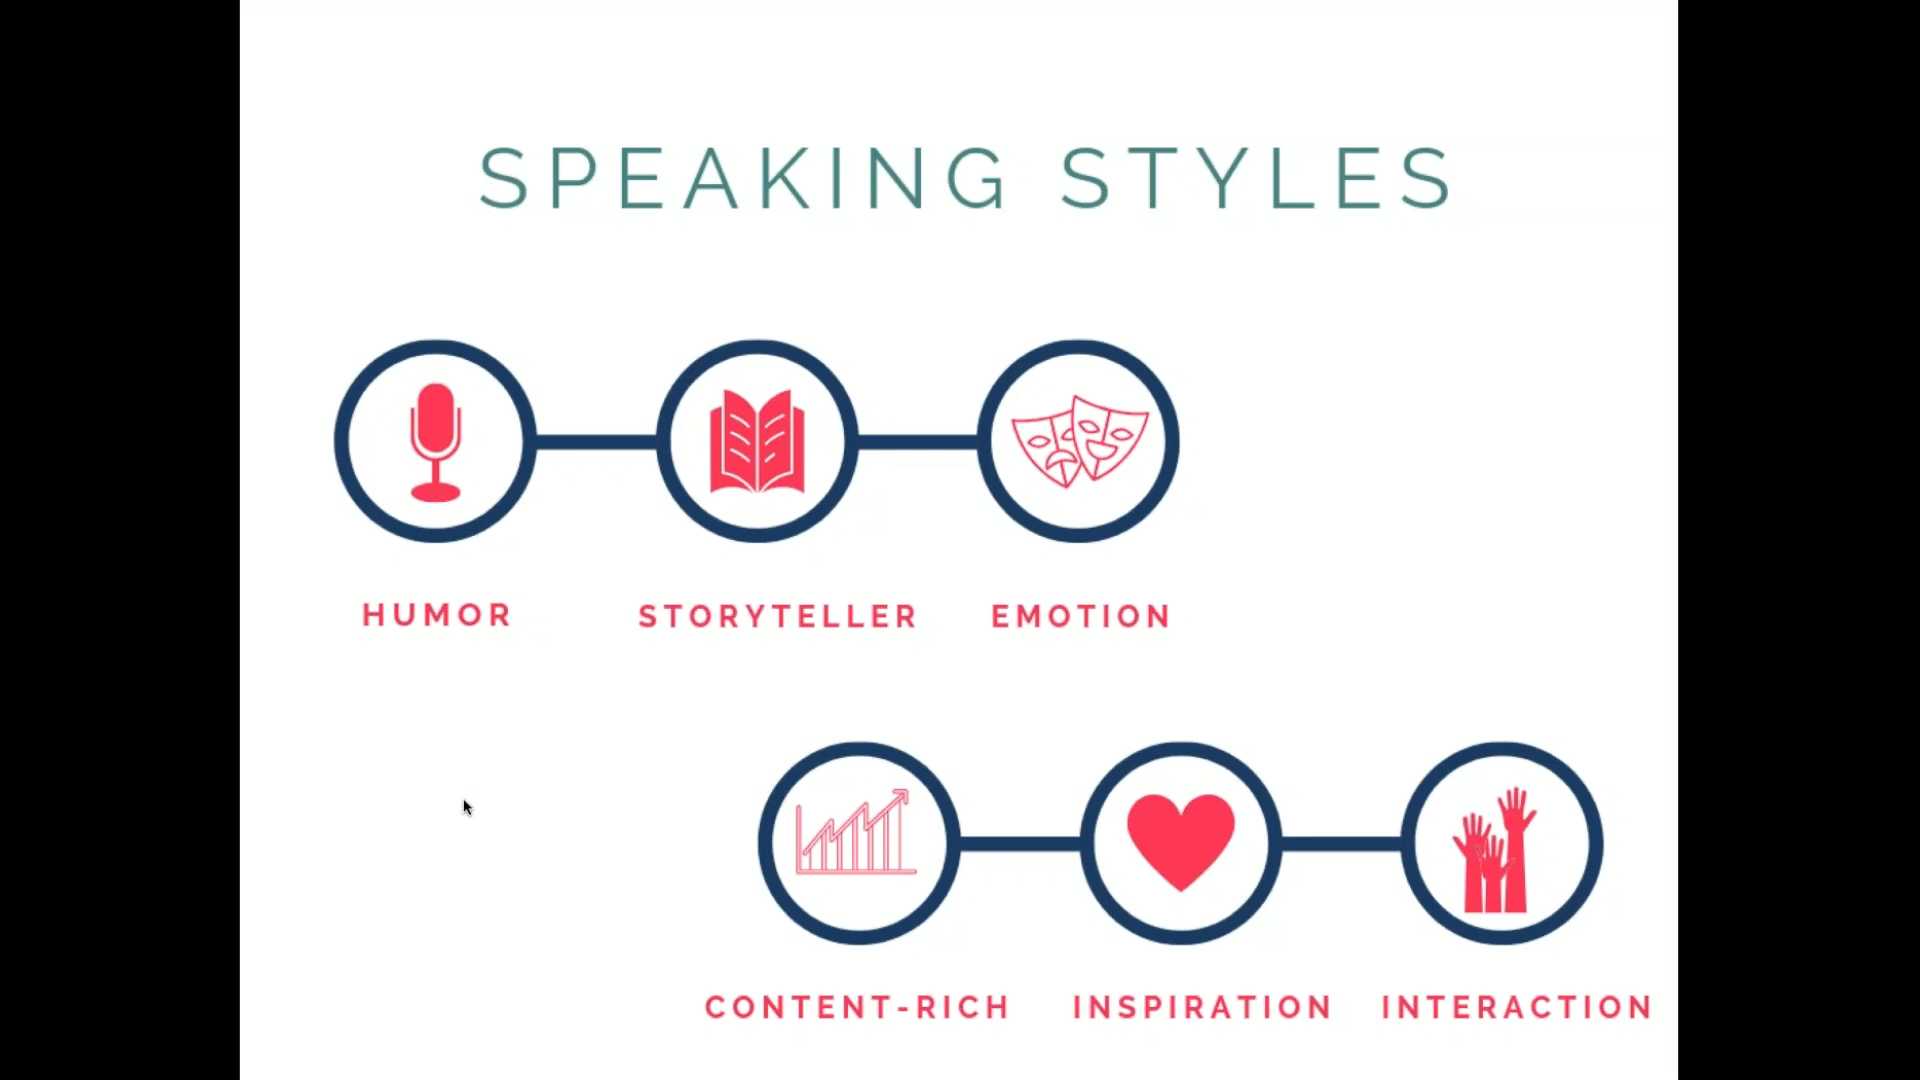 SPEAKING STYLES
HUMOR
STORYTELLER
EMOTION
CONTENT-RICH
INSPIRATION
INTERACTION